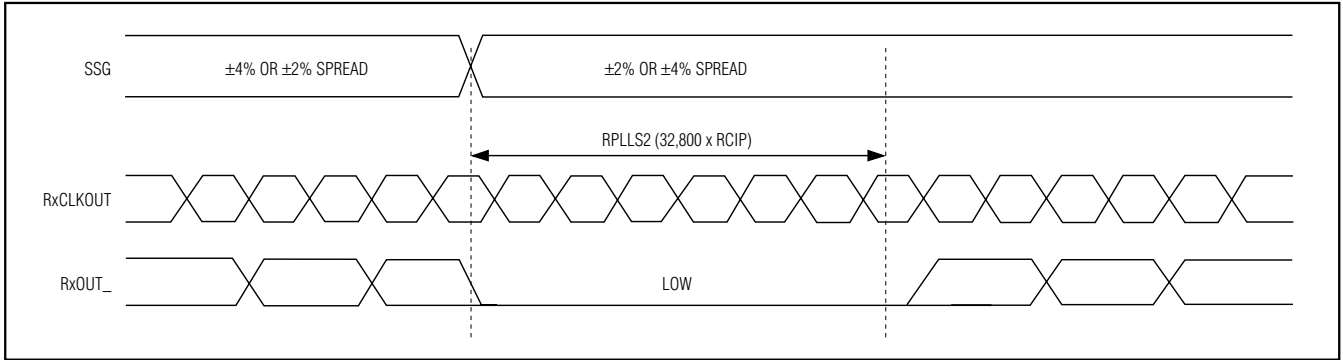 SSG
±4% OR ±2% SPREAD
±2% OR ±4% SPREAD
RPLLS2 (32,800 x RCIP)
RxCLKOUT
RxOUT_
LOW